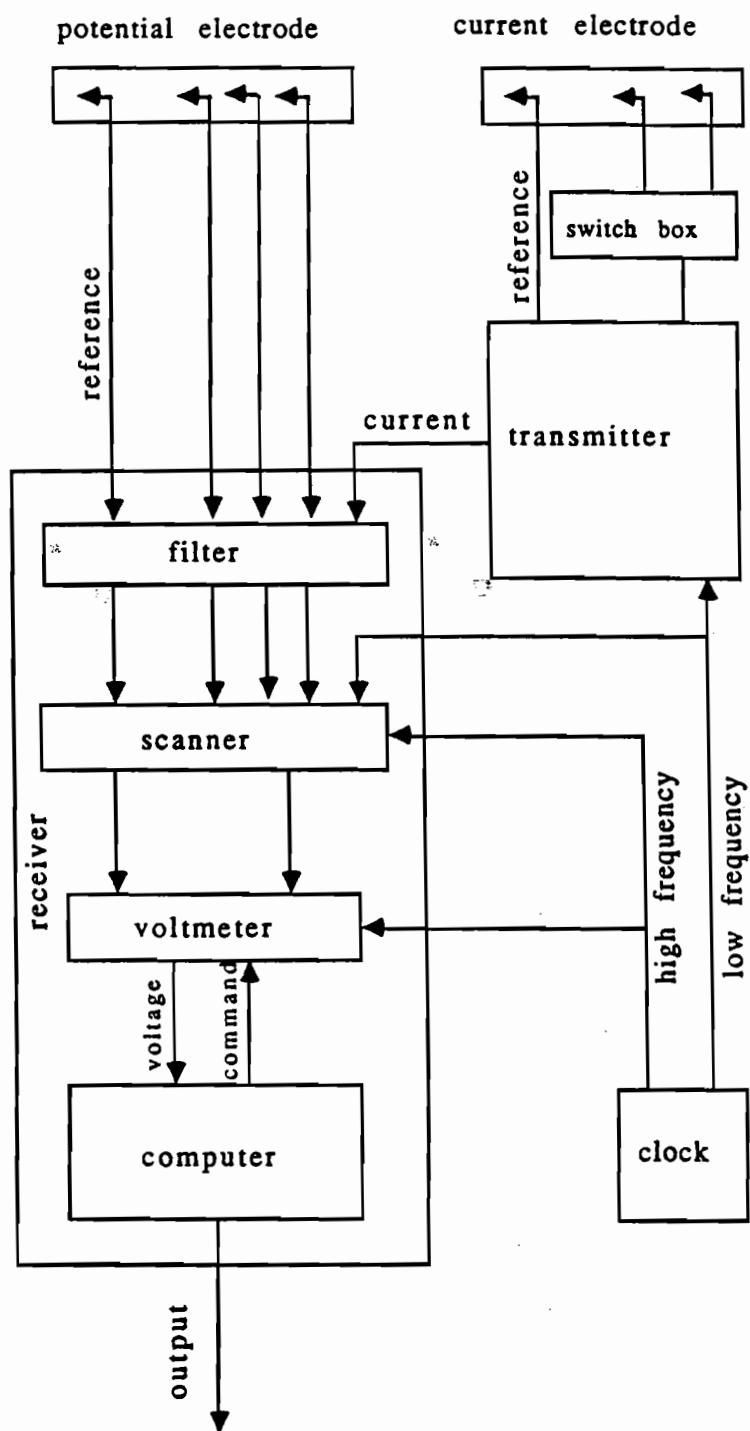 potential electrode
current electrode
reference
reference
switch box
current
transmitter
filter
scanner
receiver
voltmeter
high frequency
low frequency
voltage
command
computer
clock
output